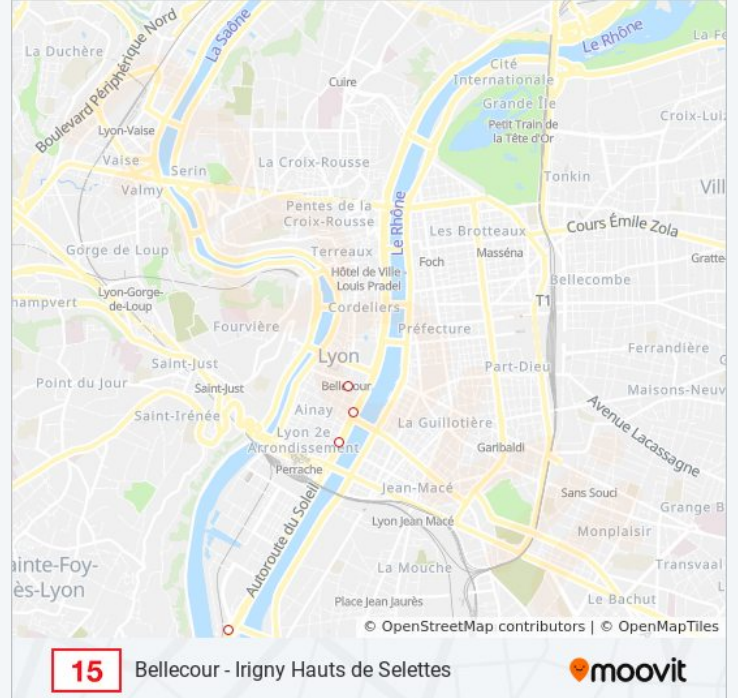 La Duchère
Boulevard Périphérique Nord
La Saône
Le Rhône
Cité
Internationale
Grande Île
Cuire
Petit Train de
la Tête d'Or
Croix-Lui
Lyon-Vaise
Vaise
Serin
La Croix-Rousse
Tonkin
Valmy
Vill
Pentes de la
Croix-Rousse
Le Rhône
Les Brotteaux
Cours Émile Zola
Gorge de Loup
Terreaux
Masséna
Foch
Gratte-
Hôtel de Ville -
Louis Pradel
Bellecombe
Lyon-Gorge-
de-Loup
hampvert
T1
Cordeliers
Fourvière
Préfecture
Lyon
Ferrandière
Saint-Just
Part-Dieu
Point du Jour
Saint-Just
Bellecour
Maisons-Neuv
Ainay
Saint-Irénée
La Guillotière
Avenue Lacassagne
Lyon 2e
Arrondissement
Garibaldi
Perrache
Jean-Macé
Sans Souci
Autoroute du Soleil
Grange B
Lyon Jean Macé
Monplaisir
ainte-Foy-
ès-Lyon
La Mouche
Transvaal
Place Jean Jaurès
Le Bachut
© OpenStreetMap contributors | © OpenMapTiles
15 Bellecour - Irigny Hauts de Selettes
moovit